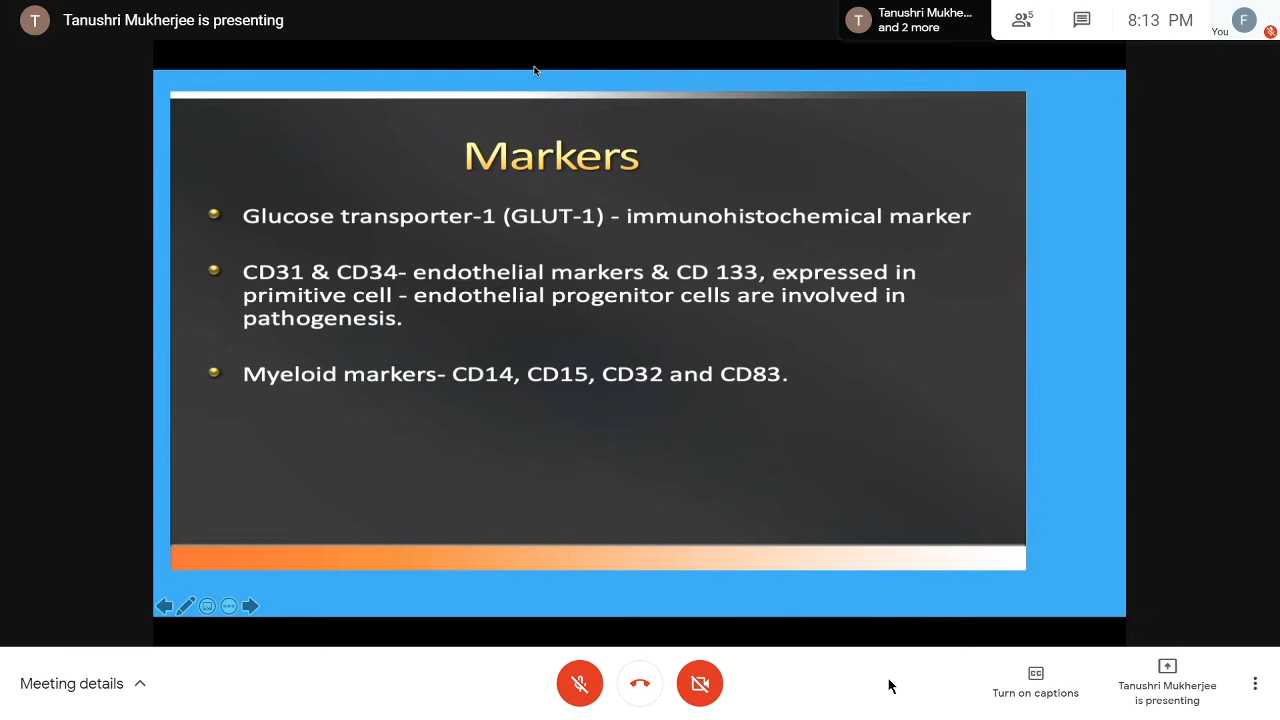 T
Tanushri Mukherjee is presenting
T
Tanushri Mukhe...
and 2 more
5
8:13 PM
You
F
Markers
Glucose transporter-1 (GLUT-1) - immunohistochemical marker
CD31 & CD34- endothelial markers & CD 133, expressed in
primitive cell - endothelial progenitor cells are involved in
pathogenesis.
Myeloid markers- CD14, CD15, CD32 and CD83.
Meeting details
CC
Turn on captions
Tanushri Mukherjee
is presenting